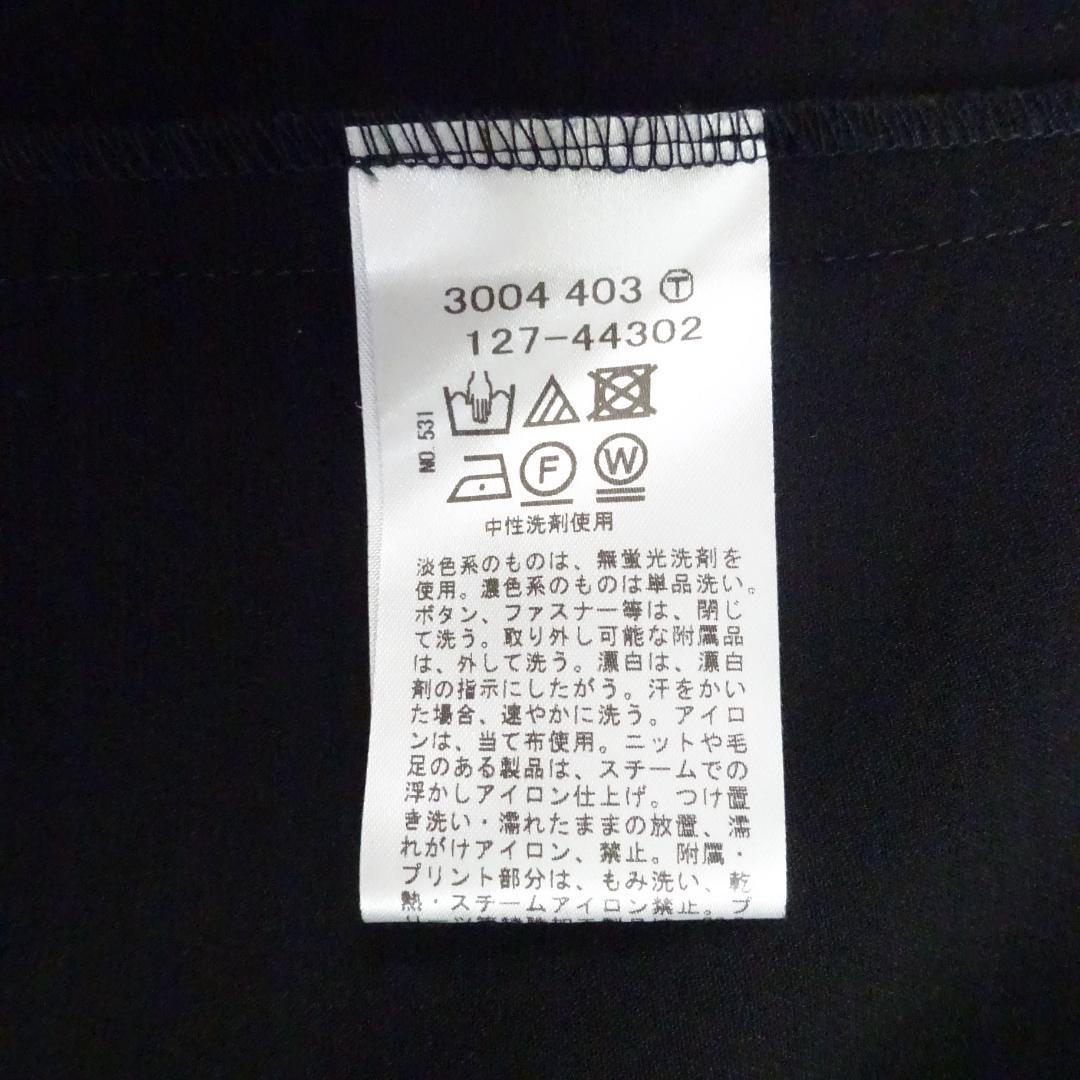 3004 403 Ⓣ
127-44302
NO.531
F W
中性洗剤使用
淡色系のものは、無蛍光洗剤を
使用。濃色系のものは単品洗い。
ボタン、ファスナー等は、閉じ
て洗う。取り外し可能な附属品
は、外して洗う。漂白は、漂白
剤の指示にしたがう。汗をかい
た場合、速やかに洗う。アイロ
ンは、当て布使用。ニットや毛
足のある製品は、スチームでの
浮かしアイロン仕上げ。つけ置
き洗い・濡れたままの放置、濡
れがけアイロン、禁止。附属・
プリント部分は、もみ洗い、乾
熱・スチームアイロン禁止。プ